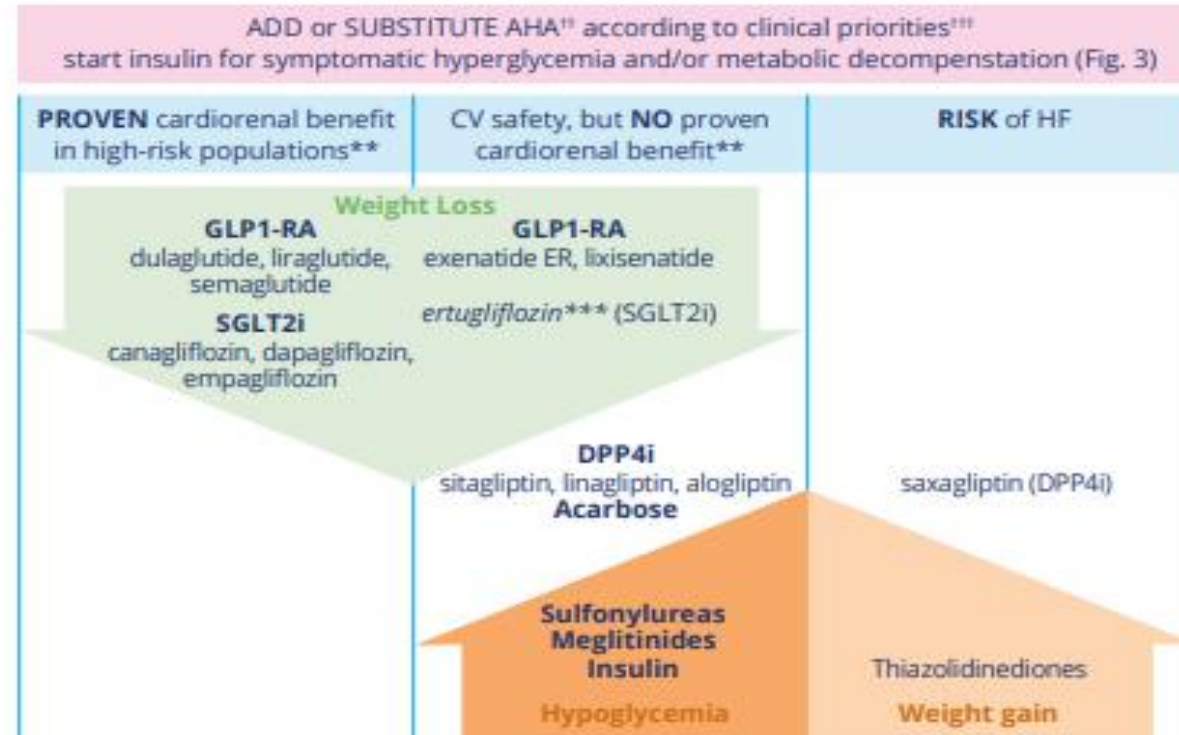 ADD or SUBSTITUTE AHA†† according to clinical priorities†††
start insulin for symptomatic hyperglycemia and/or metabolic decompenstation (Fig. 3)
PROVEN cardiorenal benefit
in high-risk populations**
CV safety, but NO proven
cardiorenal benefit**
RISK of HF
Weight Loss
GLP1-RA
dulaglutide, liraglutide,
semaglutide
SGLT2i
canagliflozin, dapagliflozin,
empagliflozin
GLP1-RA
exenatide ER, lixisenatide
ertugliflozin*** (SGLT2i)
DPP4i
sitagliptin, linagliptin, alogliptin
Acarbose
saxagliptin (DPP4i)
Sulfonylureas
Meglitinides
Insulin
Hypoglycemia
Thiazolidinediones
Weight gain